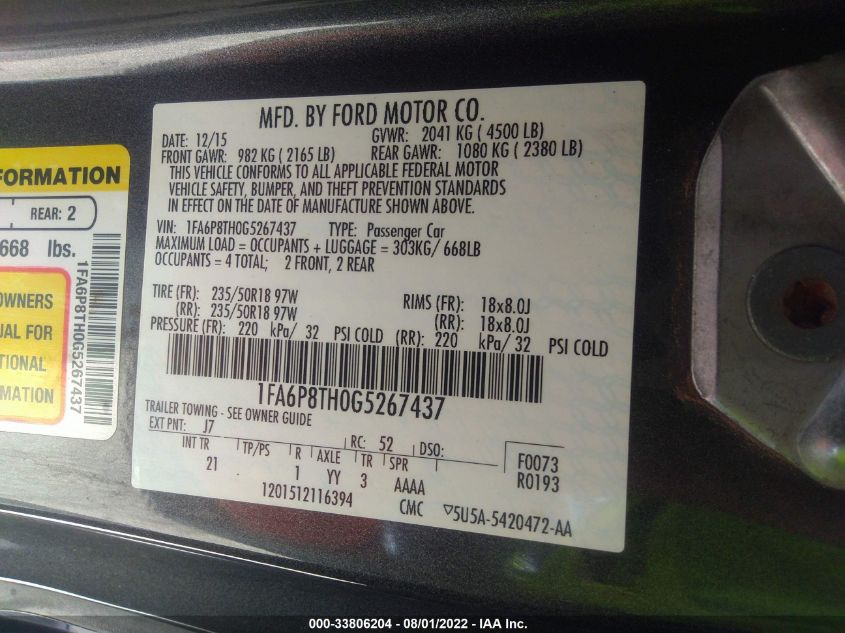 MFD. BY FORD MOTOR CO.
DATE: 12/15 GVWR: 2041 KG ( 4500 LB)
FRONT GAWR: 982 KG ( 2165 LB) REAR GAWR: 1080 KG ( 2380 LB)
THIS VEHICLE CONFORMS TO ALL APPLICABLE FEDERAL MOTOR
VEHICLE SAFETY, BUMPER, AND THEFT PREVENTION STANDARDS
IN EFFECT ON THE DATE OF MANUFACTURE SHOWN ABOVE.
VIN: 1FA6P8TH0G5267437 TYPE: Passenger Car
MAXIMUM LOAD = OCCUPANTS + LUGGAGE = 303KG/ 668LB
OCCUPANTS = 4 TOTAL; 2 FRONT, 2 REAR
TIRE (FR): 235/50R18 97W RIMS (FR): 18x8.0J
(RR): 235/50R18 97W (RR): 18x8.0J
PRESSURE (FR): 220 kPa/ 32 PSI COLD (RR): 220 kPa/ 32 PSI COLD
1FA6P8TH0G5267437
TRAILER TOWING - SEE OWNER GUIDE
EXT PNT: J7 RC: 52 DSO:
INT TR TP/PS R AXLE TR SPR F0073
21 1 YY 3 AAAA R0193
1201512116394 CMC ▽5U5A-5420472-AA
FORMATION
REAR: 2
668 lbs.
1FA6P8TH0G5267437
OWNERS
UAL FOR
TIONAL
000-33806204 - 08/01/2022 - IAA Inc.